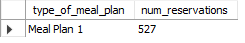 type_of_meal_plan num_reservations
Meal Plan 1 527